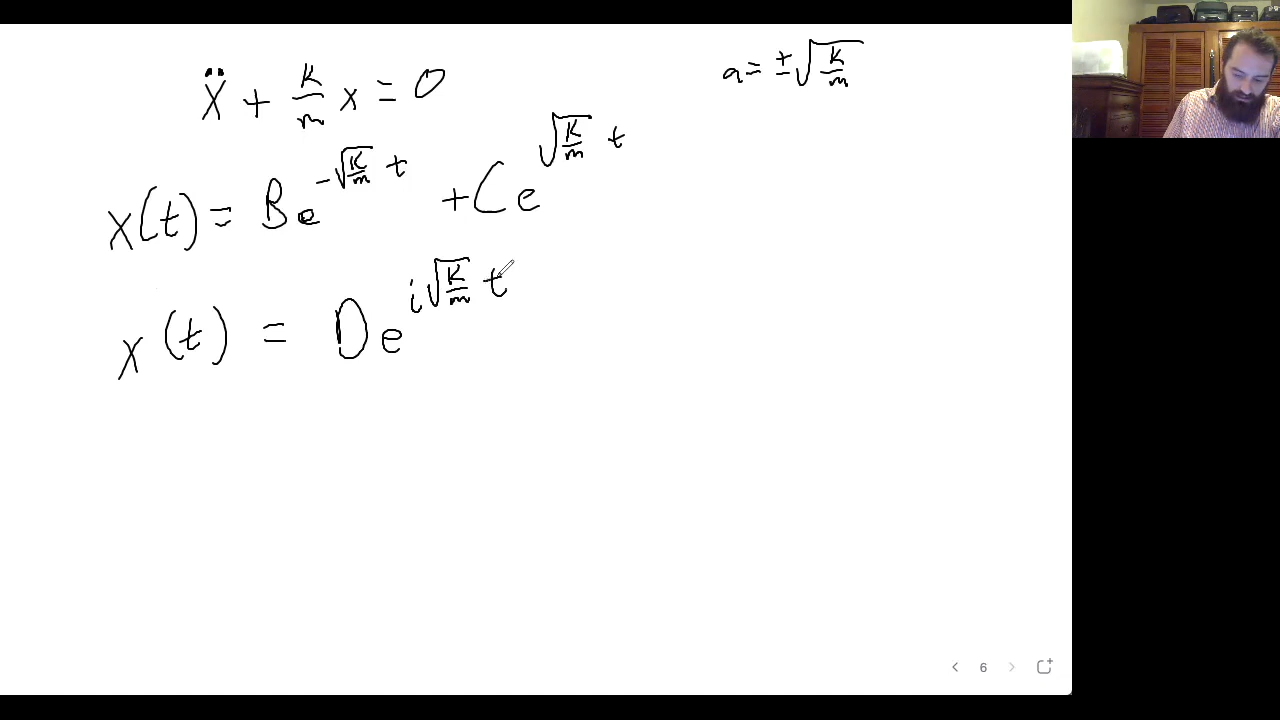 ẍ + k/m x = 0
a = ±√(k/m)
x(t) = Be^(-√(k/m) t) + Ce^(√(k/m) t)
x(t) = De^(i√(k/m) t)
6